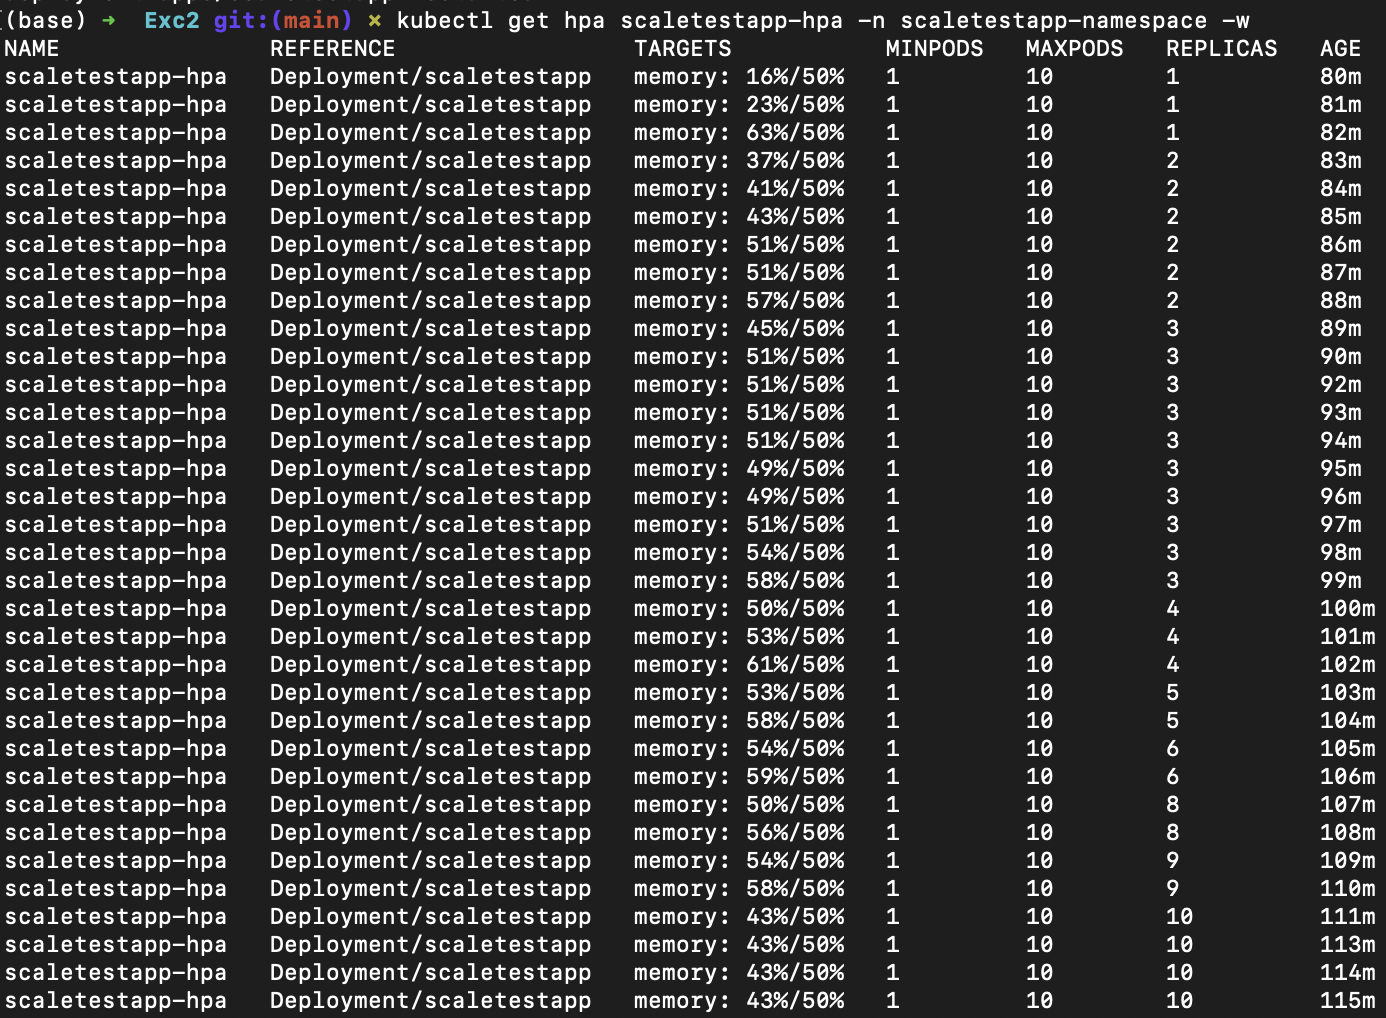 (base) ➜  Exc2 git:(main) ✗ kubectl get hpa scaletestapp-hpa -n scaletestapp-namespace -w
NAME REFERENCE TARGETS MINPODS MAXPODS REPLICAS AGE
scaletestapp-hpa Deployment/scaletestapp memory: 16%/50% 1 10 1 80m
scaletestapp-hpa Deployment/scaletestapp memory: 23%/50% 1 10 1 81m
scaletestapp-hpa Deployment/scaletestapp memory: 63%/50% 1 10 1 82m
scaletestapp-hpa Deployment/scaletestapp memory: 37%/50% 1 10 2 83m
scaletestapp-hpa Deployment/scaletestapp memory: 41%/50% 1 10 2 84m
scaletestapp-hpa Deployment/scaletestapp memory: 43%/50% 1 10 2 85m
scaletestapp-hpa Deployment/scaletestapp memory: 51%/50% 1 10 2 86m
scaletestapp-hpa Deployment/scaletestapp memory: 51%/50% 1 10 2 87m
scaletestapp-hpa Deployment/scaletestapp memory: 57%/50% 1 10 2 88m
scaletestapp-hpa Deployment/scaletestapp memory: 45%/50% 1 10 3 89m
scaletestapp-hpa Deployment/scaletestapp memory: 51%/50% 1 10 3 90m
scaletestapp-hpa Deployment/scaletestapp memory: 51%/50% 1 10 3 92m
scaletestapp-hpa Deployment/scaletestapp memory: 51%/50% 1 10 3 93m
scaletestapp-hpa Deployment/scaletestapp memory: 51%/50% 1 10 3 94m
scaletestapp-hpa Deployment/scaletestapp memory: 49%/50% 1 10 3 95m
scaletestapp-hpa Deployment/scaletestapp memory: 49%/50% 1 10 3 96m
scaletestapp-hpa Deployment/scaletestapp memory: 51%/50% 1 10 3 97m
scaletestapp-hpa Deployment/scaletestapp memory: 54%/50% 1 10 3 98m
scaletestapp-hpa Deployment/scaletestapp memory: 58%/50% 1 10 3 99m
scaletestapp-hpa Deployment/scaletestapp memory: 50%/50% 1 10 4 100m
scaletestapp-hpa Deployment/scaletestapp memory: 53%/50% 1 10 4 101m
scaletestapp-hpa Deployment/scaletestapp memory: 61%/50% 1 10 4 102m
scaletestapp-hpa Deployment/scaletestapp memory: 53%/50% 1 10 5 103m
scaletestapp-hpa Deployment/scaletestapp memory: 58%/50% 1 10 5 104m
scaletestapp-hpa Deployment/scaletestapp memory: 54%/50% 1 10 6 105m
scaletestapp-hpa Deployment/scaletestapp memory: 59%/50% 1 10 6 106m
scaletestapp-hpa Deployment/scaletestapp memory: 50%/50% 1 10 8 107m
scaletestapp-hpa Deployment/scaletestapp memory: 56%/50% 1 10 8 108m
scaletestapp-hpa Deployment/scaletestapp memory: 54%/50% 1 10 9 109m
scaletestapp-hpa Deployment/scaletestapp memory: 58%/50% 1 10 9 110m
scaletestapp-hpa Deployment/scaletestapp memory: 43%/50% 1 10 10 111m
scaletestapp-hpa Deployment/scaletestapp memory: 43%/50% 1 10 10 113m
scaletestapp-hpa Deployment/scaletestapp memory: 43%/50% 1 10 10 114m
scaletestapp-hpa Deployment/scaletestapp memory: 43%/50% 1 10 10 115m